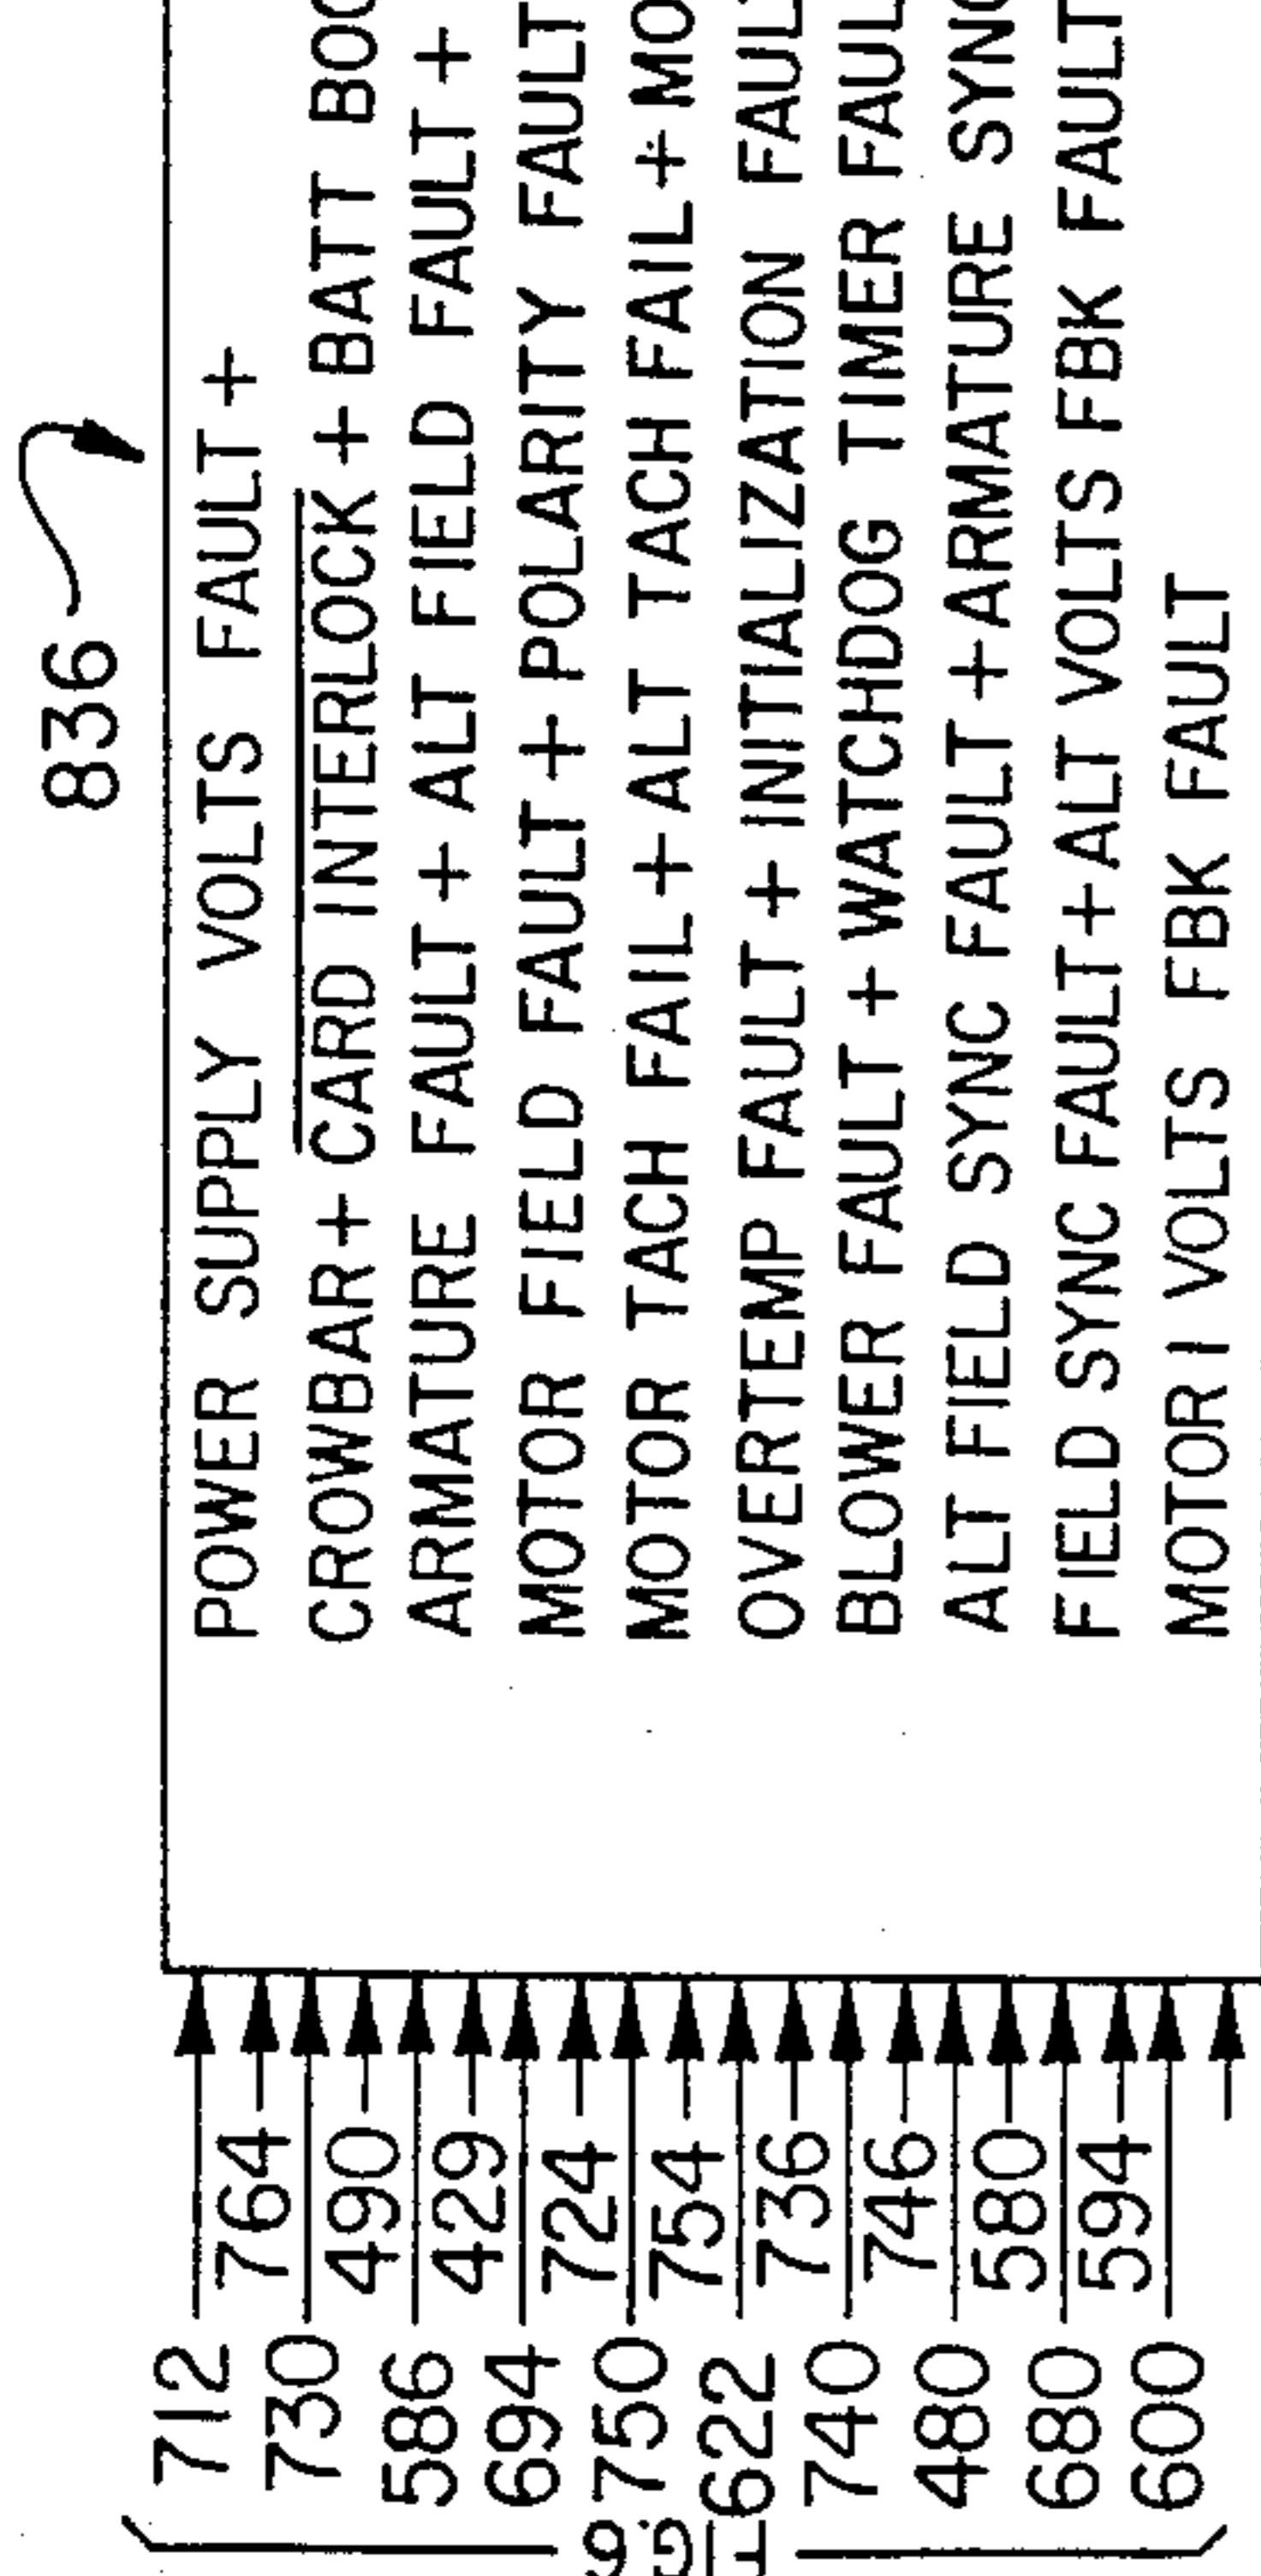 836
POWER SUPPLY VOLTS FAULT +
CROWBAR + CARD INTERLOCK + BATT
ARMATURE FAULT + ALT FIELD FAULT +
MOTOR FIELD FAULT + POLARITY FAULT
MOTOR TACH FAIL + ALT TACH FAIL +
OVERTEMP FAULT + INITIALIZATION FAULT
BLOWER FAULT + WATCHDOG TIMER
ALT FIELD SYNC FAULT + ARMATURE
FIELD SYNC FAULT + ALT VOLTS FBK FAULT
MOTOR I VOLTS FBK FAULT
712
764
730
490
586
429
694
724
750
754
622
736
740
746
480
580
680
594
600